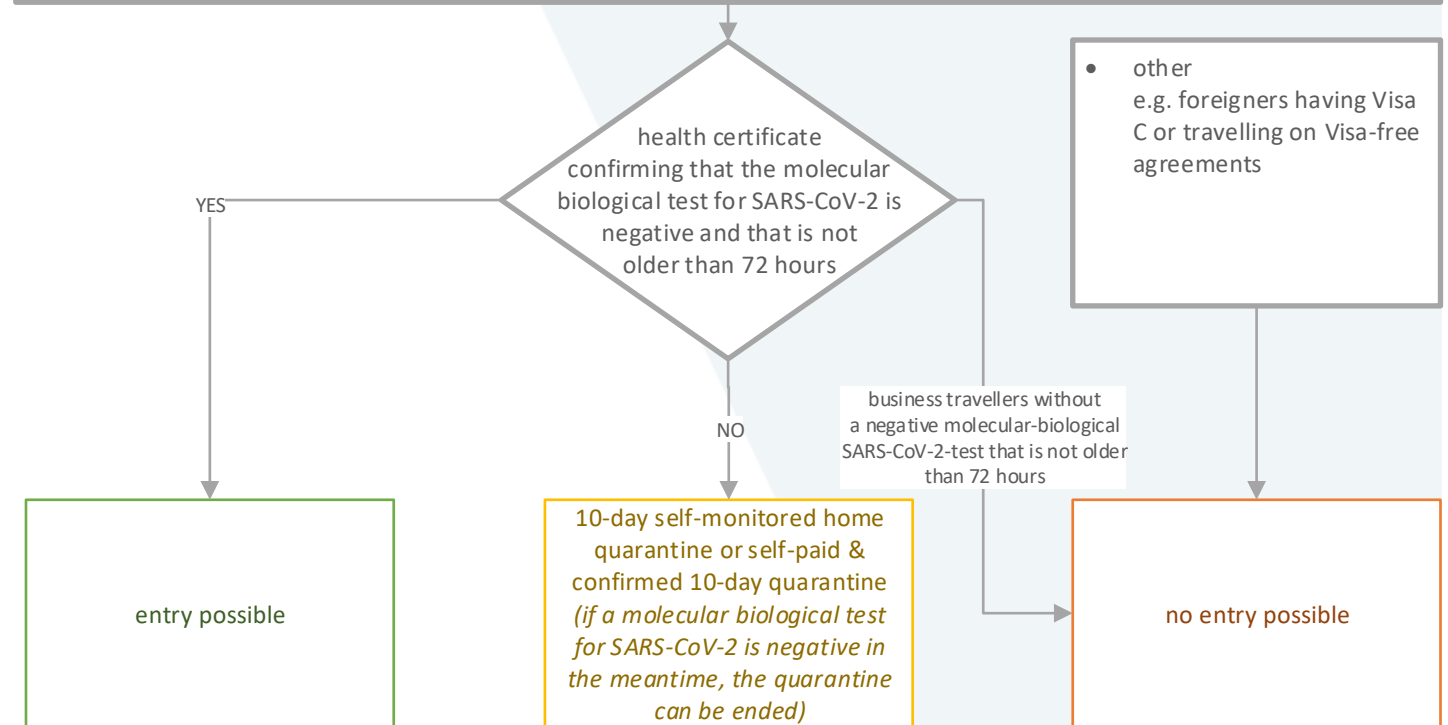 health certificate
confirming that the molecular
biological test for SARS-CoV-2 is
negative and that is not
older than 72 hours
• other
e.g. foreigners having Visa
C or travelling on Visa-free
agreements
YES
NO
business travellers without
a negative molecular-biological
SARS-CoV-2-test that is not older
than 72 hours
entry possible
10-day self-monitored home
quarantine or self-paid &
confirmed 10-day quarantine
(if a molecular biological test
for SARS-CoV-2 is negative in
the meantime, the quarantine
can be ended)
no entry possible